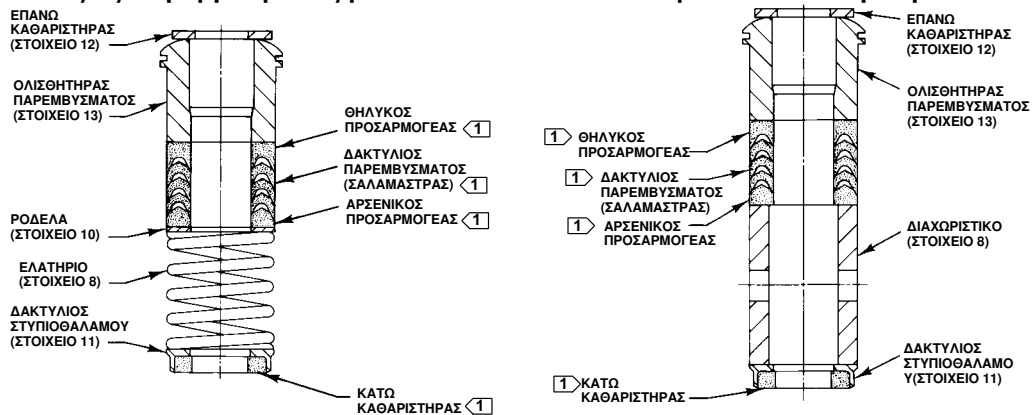 ΕΠΑΝΩ
ΚΑΘΑΡΙΣΤΗΡΑΣ
(ΣΤΟΙΧΕΙΟ 12)
ΟΛΙΣΘΗΤΗΡΑΣ
ΠΑΡΕΜΒΥΣΜΑΤΟΣ
(ΣΤΟΙΧΕΙΟ 13)
ΘΗΛΥΚΟΣ
ΠΡΟΣΑΡΜΟΓΕΑΣ 1
ΔΑΚΤΥΛΙΟΣ
ΠΑΡΕΜΒΥΣΜΑΤΟΣ
(ΣΑΛΑΜΑΣΤΡΑΣ) 1
ΑΡΣΕΝΙΚΟΣ
ΠΡΟΣΑΡΜΟΓΕΑΣ 1
ΡΟΔΕΛΑ
(ΣΤΟΙΧΕΙΟ 10)
ΕΛΑΤΗΡΙΟ
(ΣΤΟΙΧΕΙΟ 8)
ΔΑΚΤΥΛΙΟΣ
ΣΤΥΠΙΟΘΑΛΑΜΟΥ
(ΣΤΟΙΧΕΙΟ 11)
ΚΑΤΩ
ΚΑΘΑΡΙΣΤΗΡΑΣ 1
ΕΠΑΝΩ
ΚΑΘΑΡΙΣΤΗΡΑΣ
(ΣΤΟΙΧΕΙΟ 12)
ΟΛΙΣΘΗΤΗΡΑΣ
ΠΑΡΕΜΒΥΣΜΑΤΟΣ
(ΣΤΟΙΧΕΙΟ 13)
1 ΘΗΛΥΚΟΣ
ΠΡΟΣΑΡΜΟΓΕΑΣ
1 ΔΑΚΤΥΛΙΟΣ
ΠΑΡΕΜΒΥΣΜΑΤΟΣ
(ΣΑΛΑΜΑΣΤΡΑΣ)
1 ΑΡΣΕΝΙΚΟΣ
ΠΡΟΣΑΡΜΟΓΕΑΣ
ΔΙΑΧΩΡΙΣΤΙΚΟ
(ΣΤΟΙΧΕΙΟ 8)
ΔΑΚΤΥΛΙΟΣ
ΣΤΥΠΙΟΘΑΛΑΜΟ
Υ(ΣΤΟΙΧΕΙΟ 11)
1 ΚΑΤΩ
ΚΑΘΑΡΙΣΤΗΡΑΣ